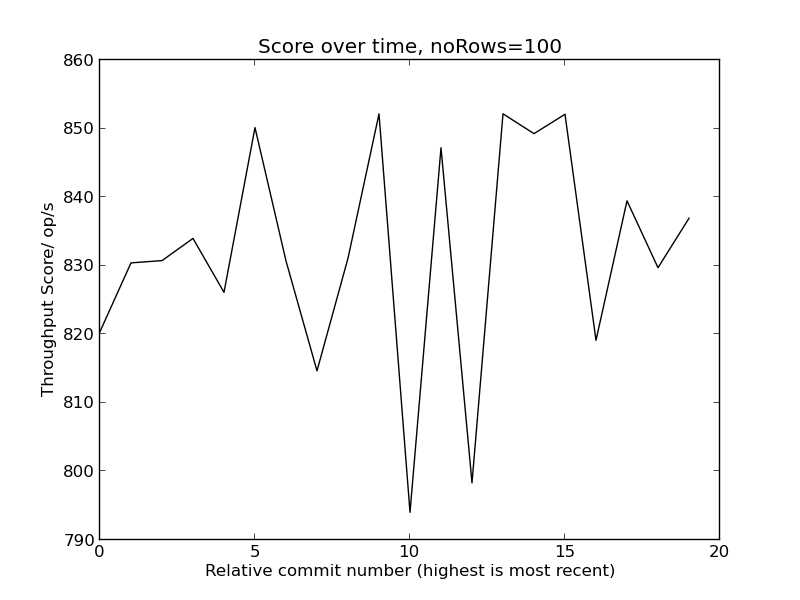 Score over time, noRows=100
860
850
840
830
820
810
800
790
Throughput Score/ op/s
0 5 10 15 20
Relative commit number (highest is most recent)